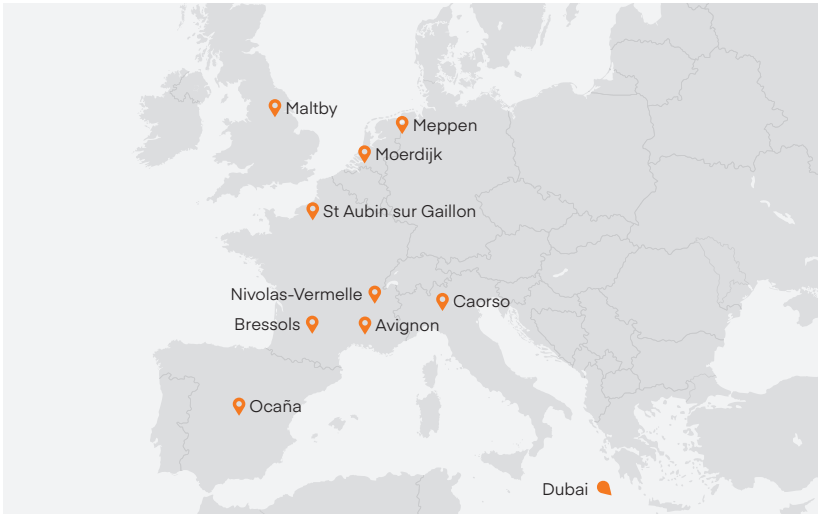 Maltby
Meppen
Moerdijk
St Aubin sur Gaillon
Nivolas-Vermelle
Caorso
Bressols
Avignon
Ocaña
Dubai